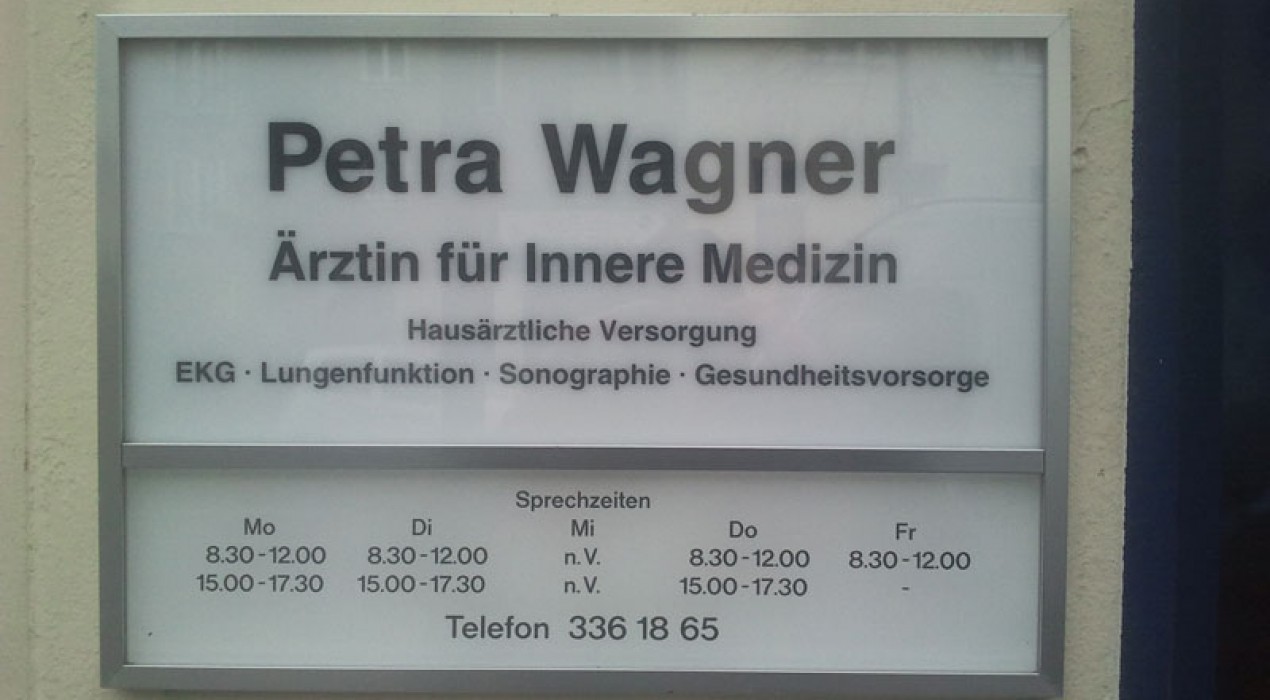 Petra Wagner
Ärztin für Innere Medizin
Hausärztliche Versorgung
EKG · Lungenfunktion · Sonographie · Gesundheitsvorsorge
Sprechzeiten
Mo Di Mi Do Fr
8.30-12.00 8.30-12.00 n.V. 8.30-12.00 8.30-12.00
15.00-17.30 15.00-17.30 n.V. 15.00-17.30 -
Telefon 336 18 65